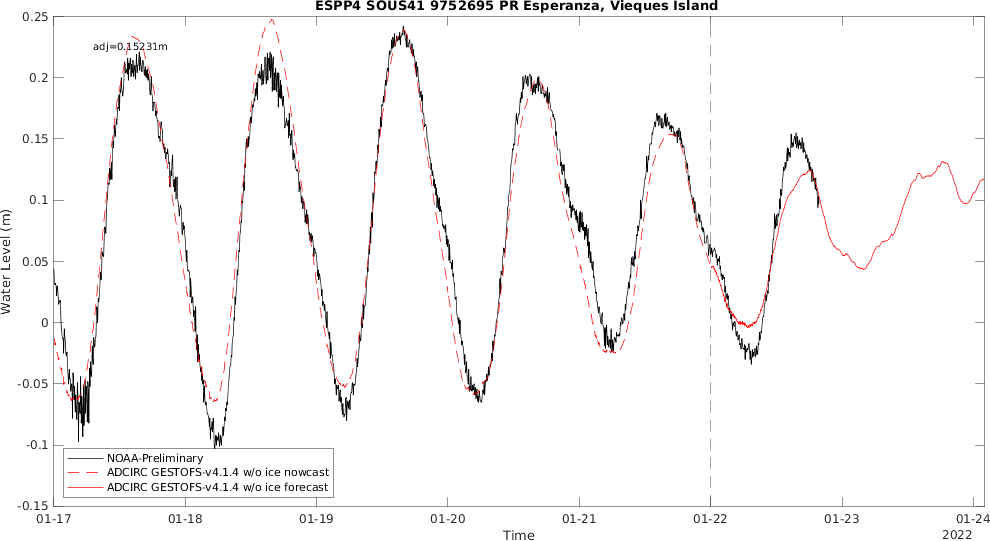 ESPP4 SOUS41 9752695 PR Esperanza, Vieques Island
adj=0.15231m
0.25
0.2
0.15
0.1
0.05
0
-0.05
-0.1
-0.15
Water Level (m)
NOAA-Preliminary
ADCIRC GESTOFS-v4.1.4 w/o ice nowcast
ADCIRC GESTOFS-v4.1.4 w/o ice forecast
01-17 01-18 01-19 01-20 01-21 01-22 01-23 01-24
Time
2022